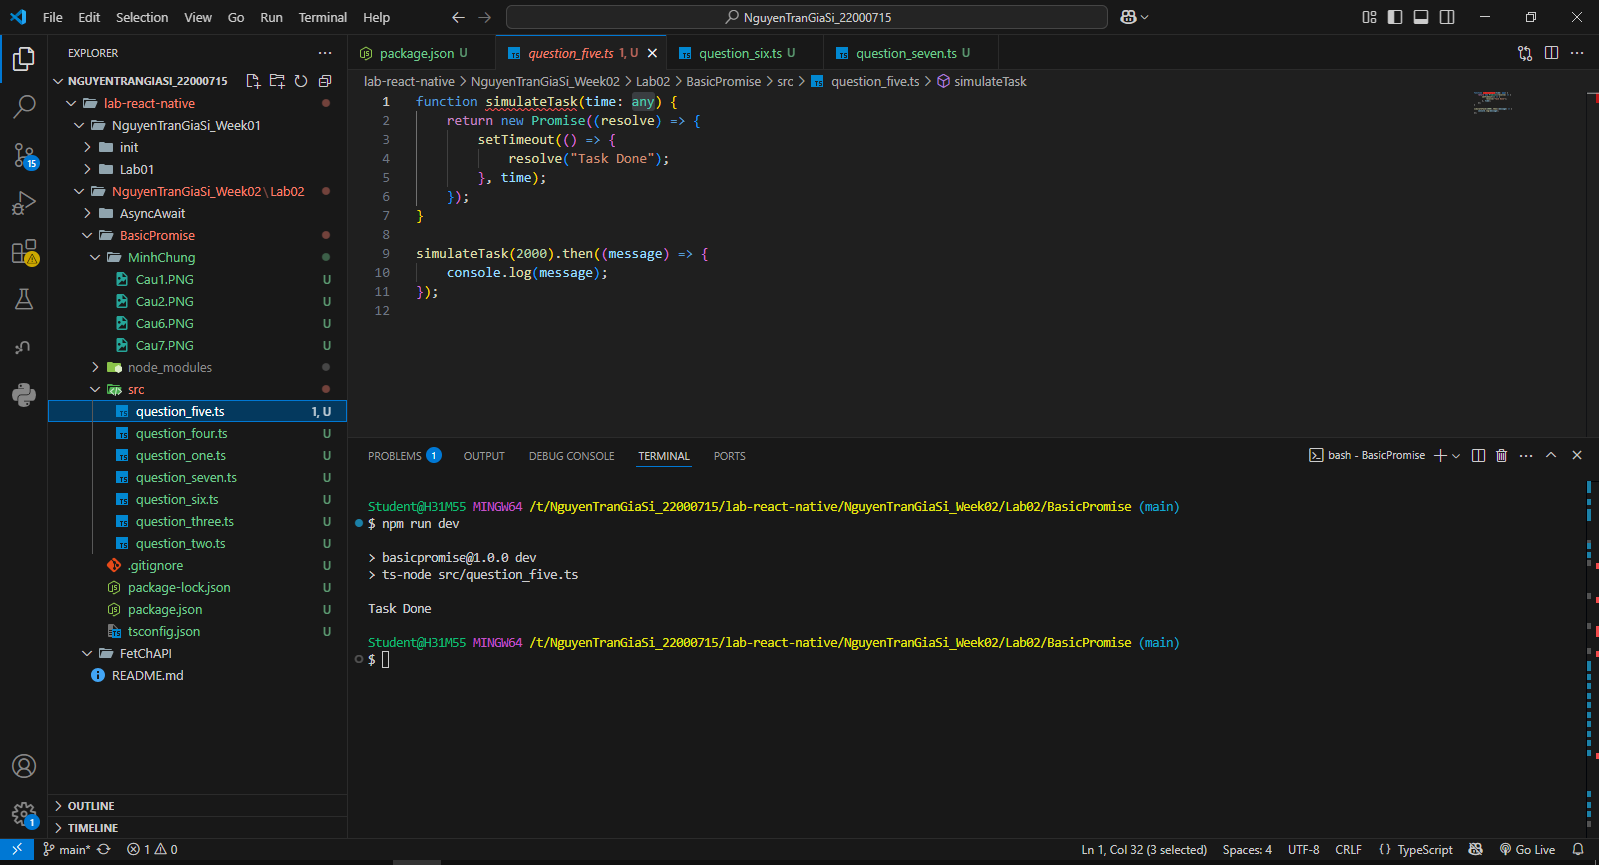 File Edit Selection View Go Run Terminal Help
NguyenTranGiaSi_22000715
EXPLORER
NGUYENTRANGIASI_22000715
lab-react-native
NguyenTranGiaSi_Week01
init
Lab01
NguyenTranGiaSi_Week02 \ Lab02
AsyncAwait
BasicPromise
MinhChung
Cau1.PNG U
Cau2.PNG U
Cau6.PNG U
Cau7.PNG U
node_modules
src
question_five.ts 1, U
question_four.ts U
question_one.ts U
question_seven.ts U
question_six.ts U
question_three.ts U
question_two.ts U
.gitignore U
package-lock.json U
package.json U
tsconfig.json U
FetChAPI
README.md
OUTLINE
TIMELINE
15
1
package.json U question_five.ts 1, U question_six.ts U question_seven.ts U
lab-react-native > NguyenTranGiaSi_Week02 > Lab02 > BasicPromise > src > question_five.ts > simulateTask
1 function simulateTask(time: any) {
2 return new Promise((resolve) => {
3 setTimeout(() => {
4 resolve("Task Done");
5 }, time);
6 });
7 }
8
9 simulateTask(2000).then((message) => {
10 console.log(message);
11 });
12
PROBLEMS 1 OUTPUT DEBUG CONSOLE TERMINAL PORTS
bash - BasicPromise
Student@H31M55 MINGW64 /t/NguyenTranGiaSi_22000715/lab-react-native/NguyenTranGiaSi_Week02/Lab02/BasicPromise (main)
$ npm run dev
> basicpromise@1.0.0 dev
> ts-node src/question_five.ts
Task Done
Student@H31M55 MINGW64 /t/NguyenTranGiaSi_22000715/lab-react-native/NguyenTranGiaSi_Week02/Lab02/BasicPromise (main)
$
main* 1 0
Ln 1, Col 32 (3 selected) Spaces: 4 UTF-8 CRLF {} TypeScript Go Live